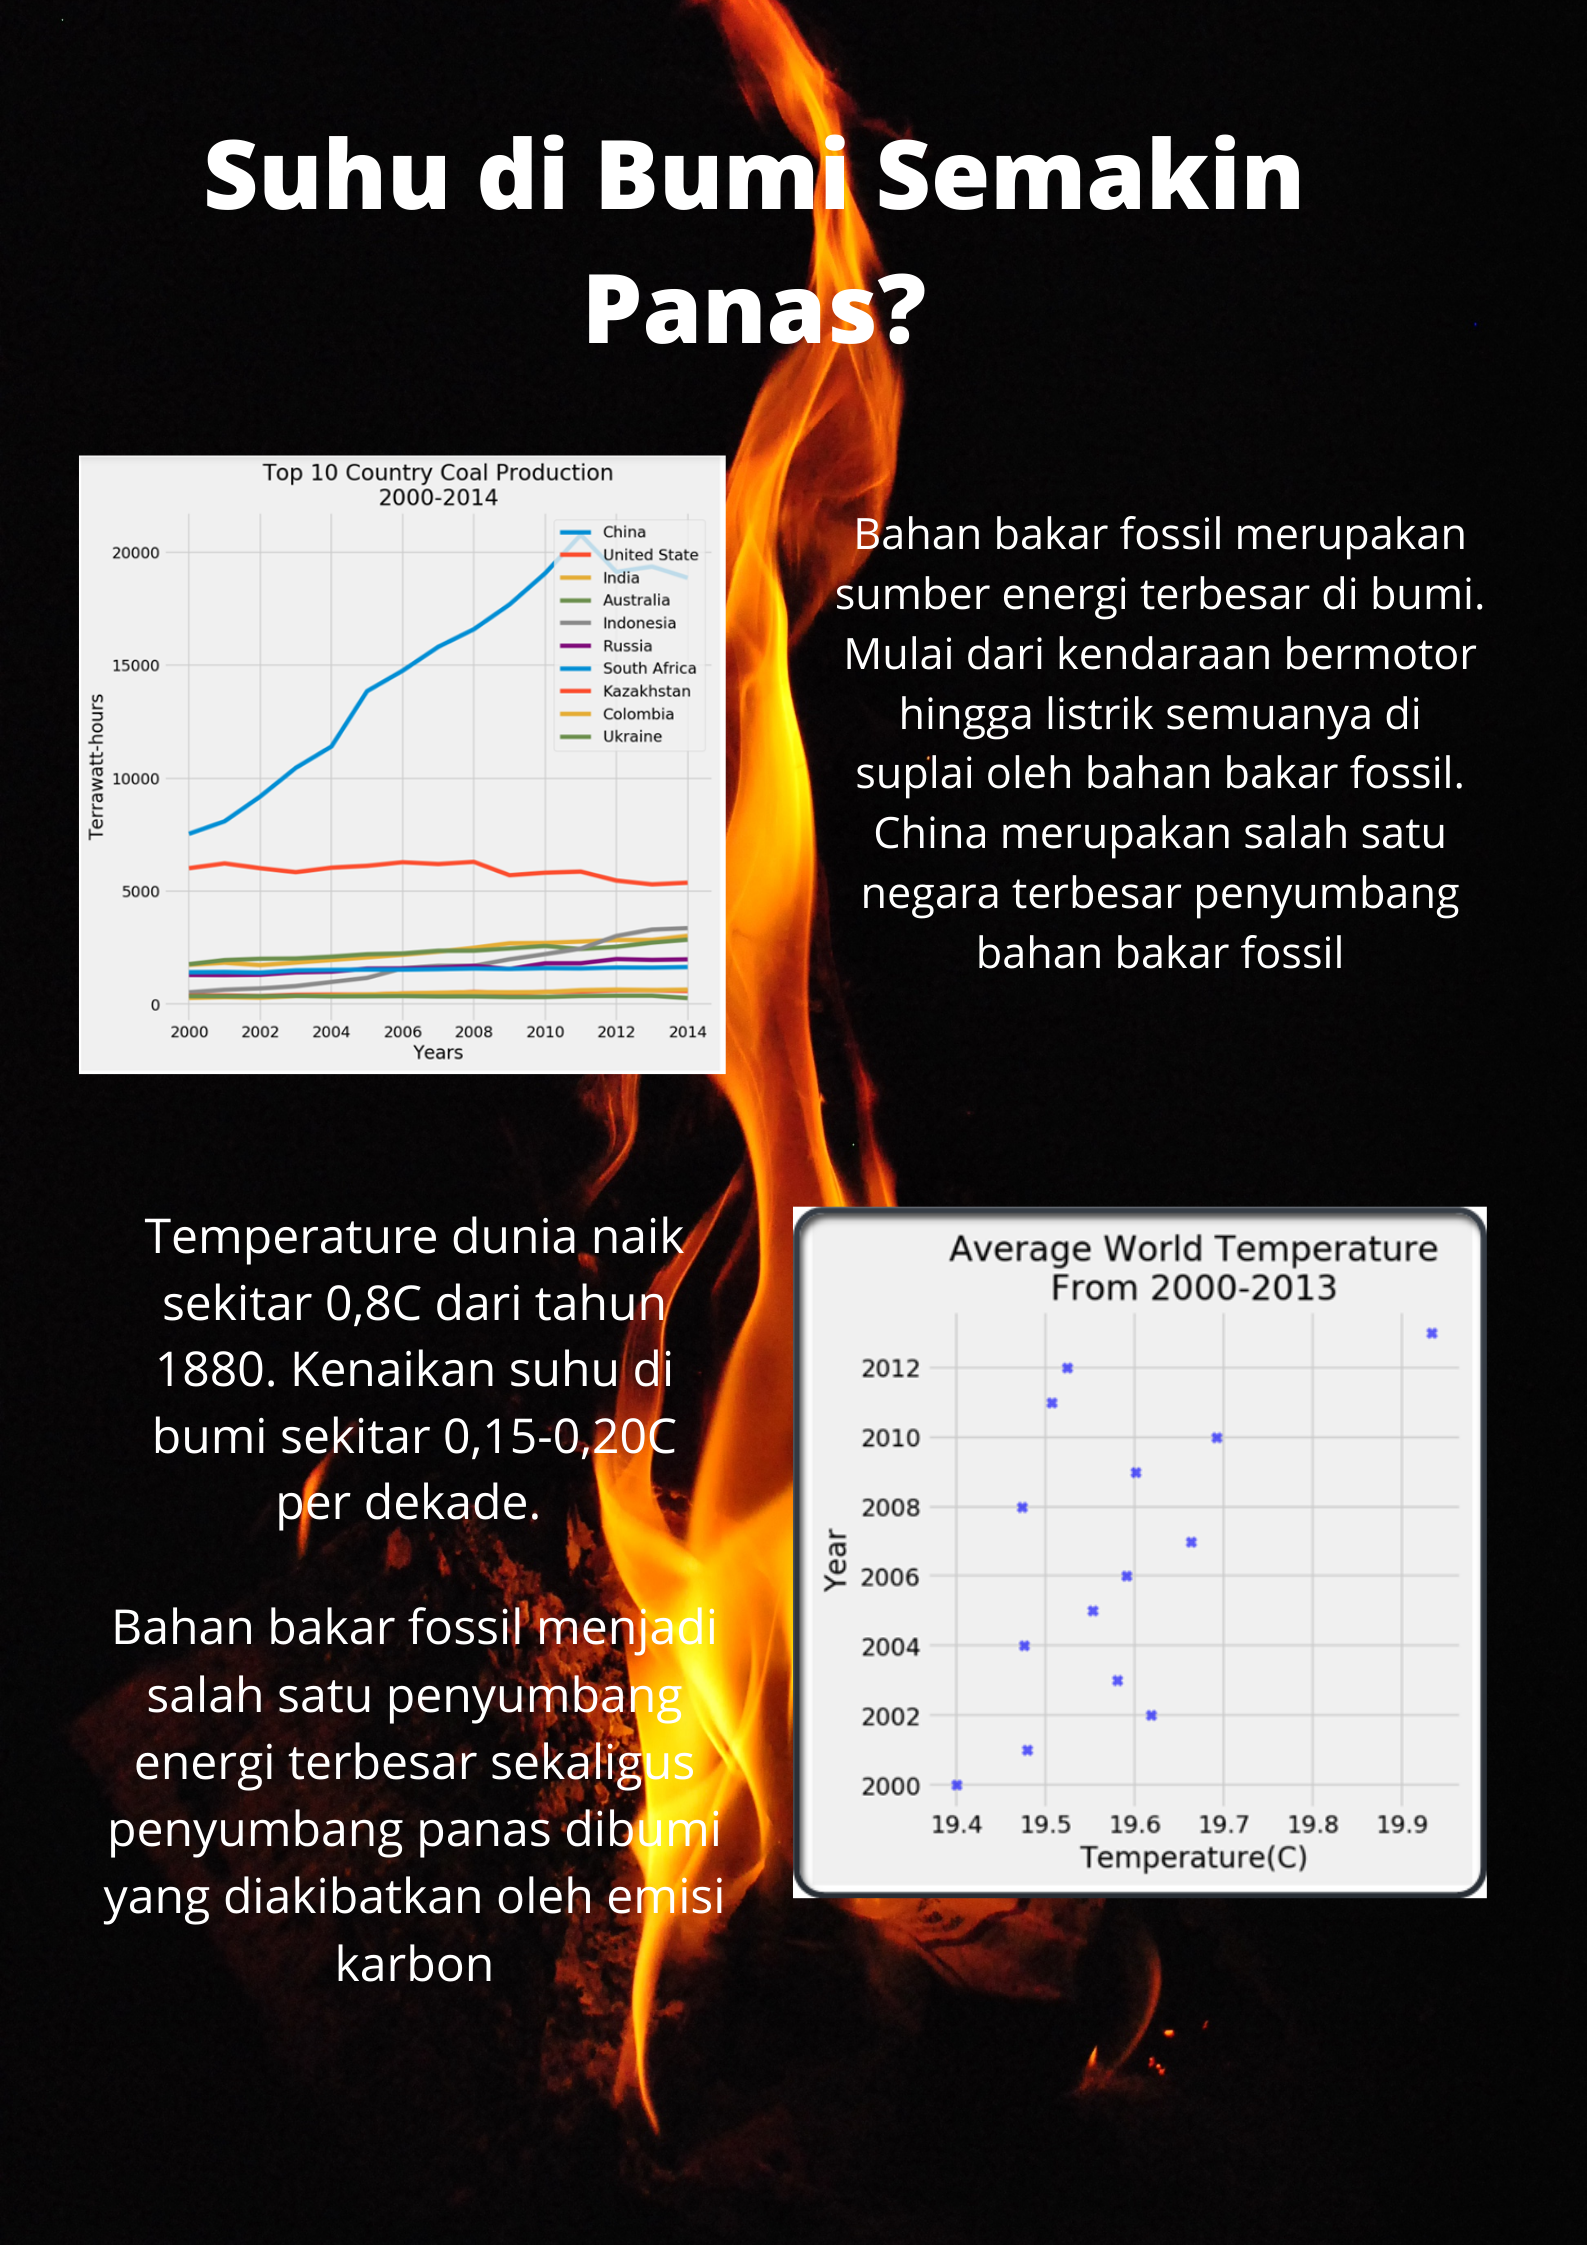 Suhu di Bumi Semakin
Panas?
Top 10 Country Coal Production
2000-2014
China
United State
India
Australia
Indonesia
Russia
South Africa
Kazakhstan
Colombia
Ukraine
20000
15000
10000
5000
0
Terrawatt-hours
2000 2002 2004 2006 2008 2010 2012 2014
Years
Bahan bakar fossil merupakan
sumber energi terbesar di bumi.
Mulai dari kendaraan bermotor
hingga listrik semuanya di
suplai oleh bahan bakar fossil.
China merupakan salah satu
negara terbesar penyumbang
bahan bakar fossil
Temperature dunia naik
sekitar 0,8C dari tahun
1880. Kenaikan suhu di
bumi sekitar 0,15-0,20C
per dekade.
Bahan bakar fossil menjadi
salah satu penyumbang
energi terbesar sekaligus
penyumbang panas dibumi
yang diakibatkan oleh emisi
karbon
Average World Temperature
From 2000-2013
2012
2010
2008
2006
2004
2002
2000
Year
19.4 19.5 19.6 19.7 19.8 19.9
Temperature(C)